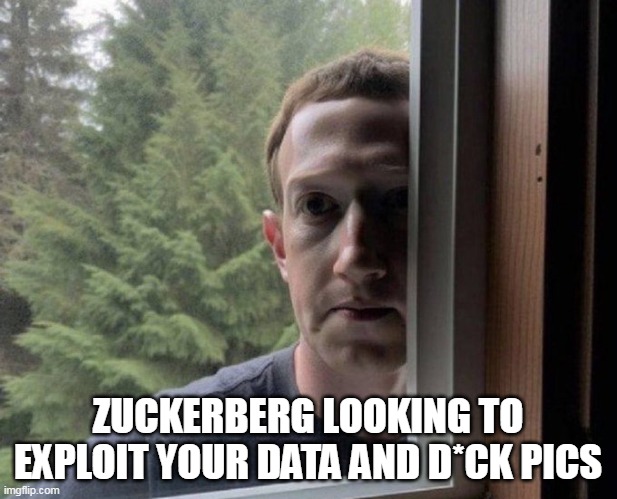 ZUCKERBERG LOOKING TO
EXPLOIT YOUR DATA AND D*CK PICS
imgflip.com